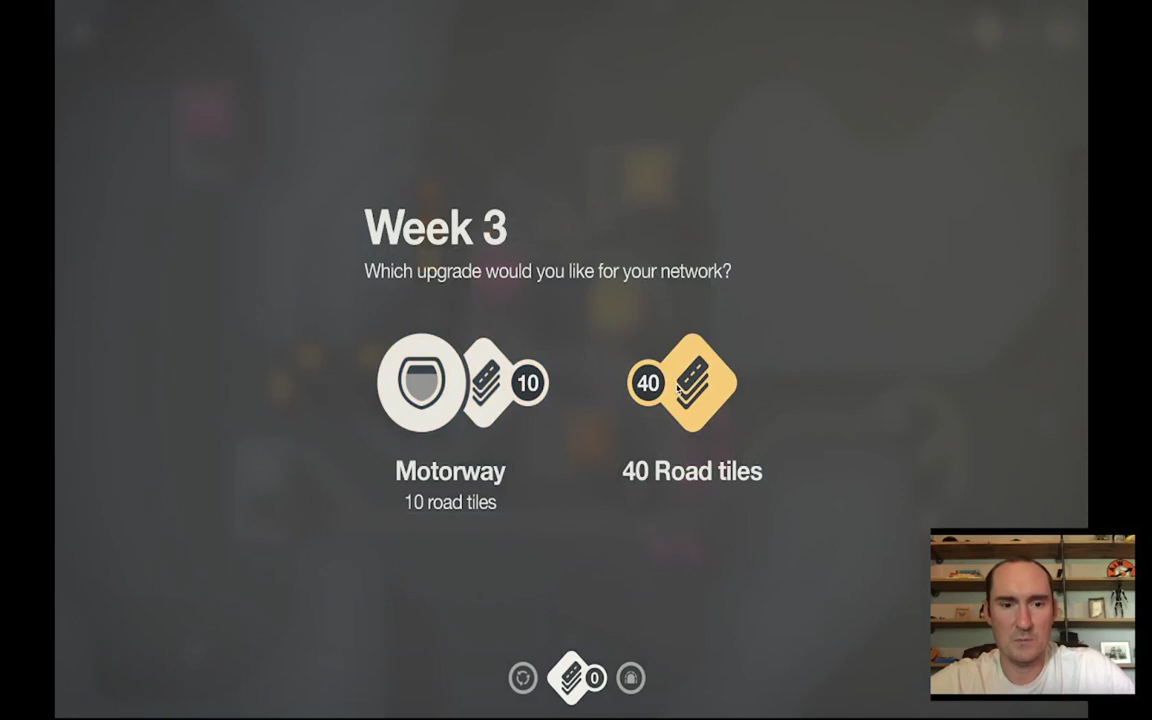 Week 3
Which upgrade would you like for your network?
10
40
Motorway
40 Road tiles
10 road tiles
0